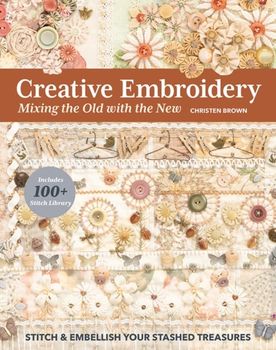 Creative Embroidery
Mixing the Old with the New
CHRISTEN BROWN
Includes
100+
Stitch Library
STITCH & EMBELLISH YOUR STASHED TREASURES